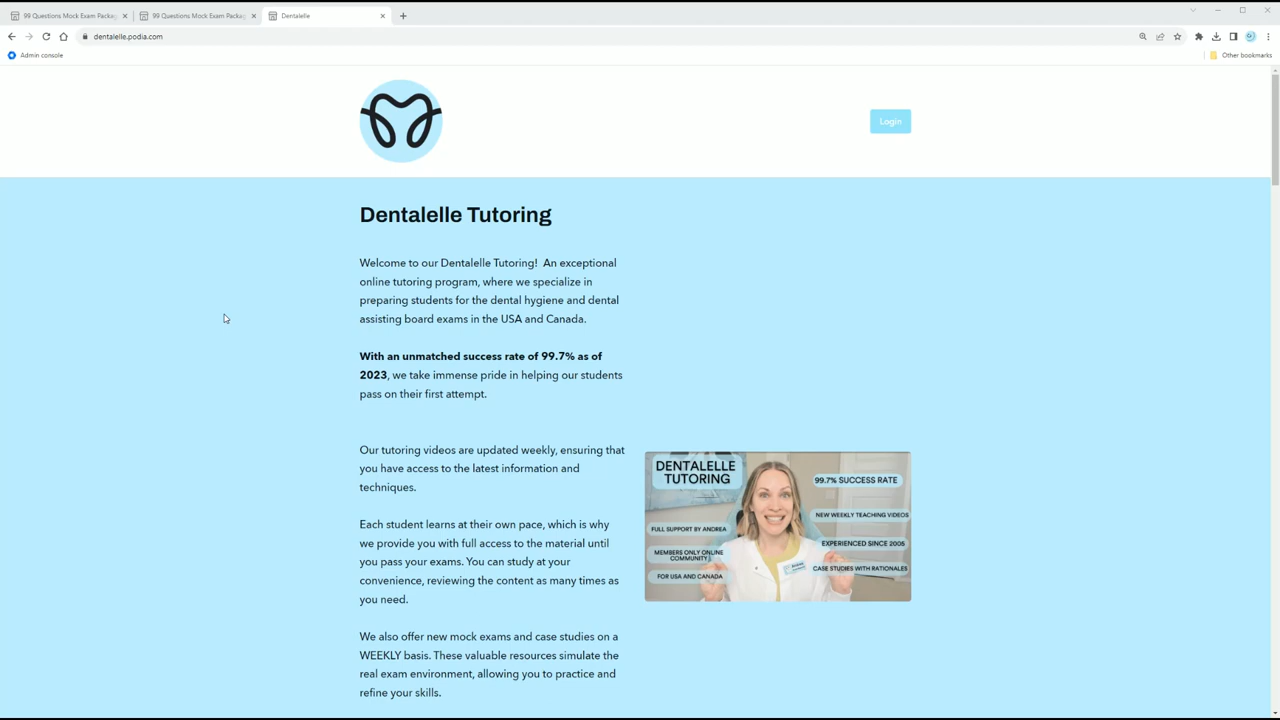 99 Questions Mock Exam Packag
99 Questions Mock Exam Packag
Dentalelle
dentalelle.podia.com
Admin console
Other bookmarks
Login
Dentalelle Tutoring
Welcome to our Dentalelle Tutoring! An exceptional
online tutoring program, where we specialize in
preparing students for the dental hygiene and dental
assisting board exams in the USA and Canada.
With an unmatched success rate of 99.7% as of
2023, we take immense pride in helping our students
pass on their first attempt.
Our tutoring videos are updated weekly, ensuring that
you have access to the latest information and
techniques.
Each student learns at their own pace, which is why
we provide you with full access to the material until
you pass your exams. You can study at your
convenience, reviewing the content as many times as
you need.
We also offer new mock exams and case studies on a
WEEKLY basis. These valuable resources simulate the
real exam environment, allowing you to practice and
refine your skills.
DENTALELLE
TUTORING
FULL SUPPORT BY ANDREA
MEMBERS ONLY ONLINE
COMMUNITY
FOR USA AND CANADA
99.7% SUCCESS RATE
NEW WEEKLY TEACHING VIDEOS
EXPERIENCED SINCE 2005
CASE STUDIES WITH RATIONALES